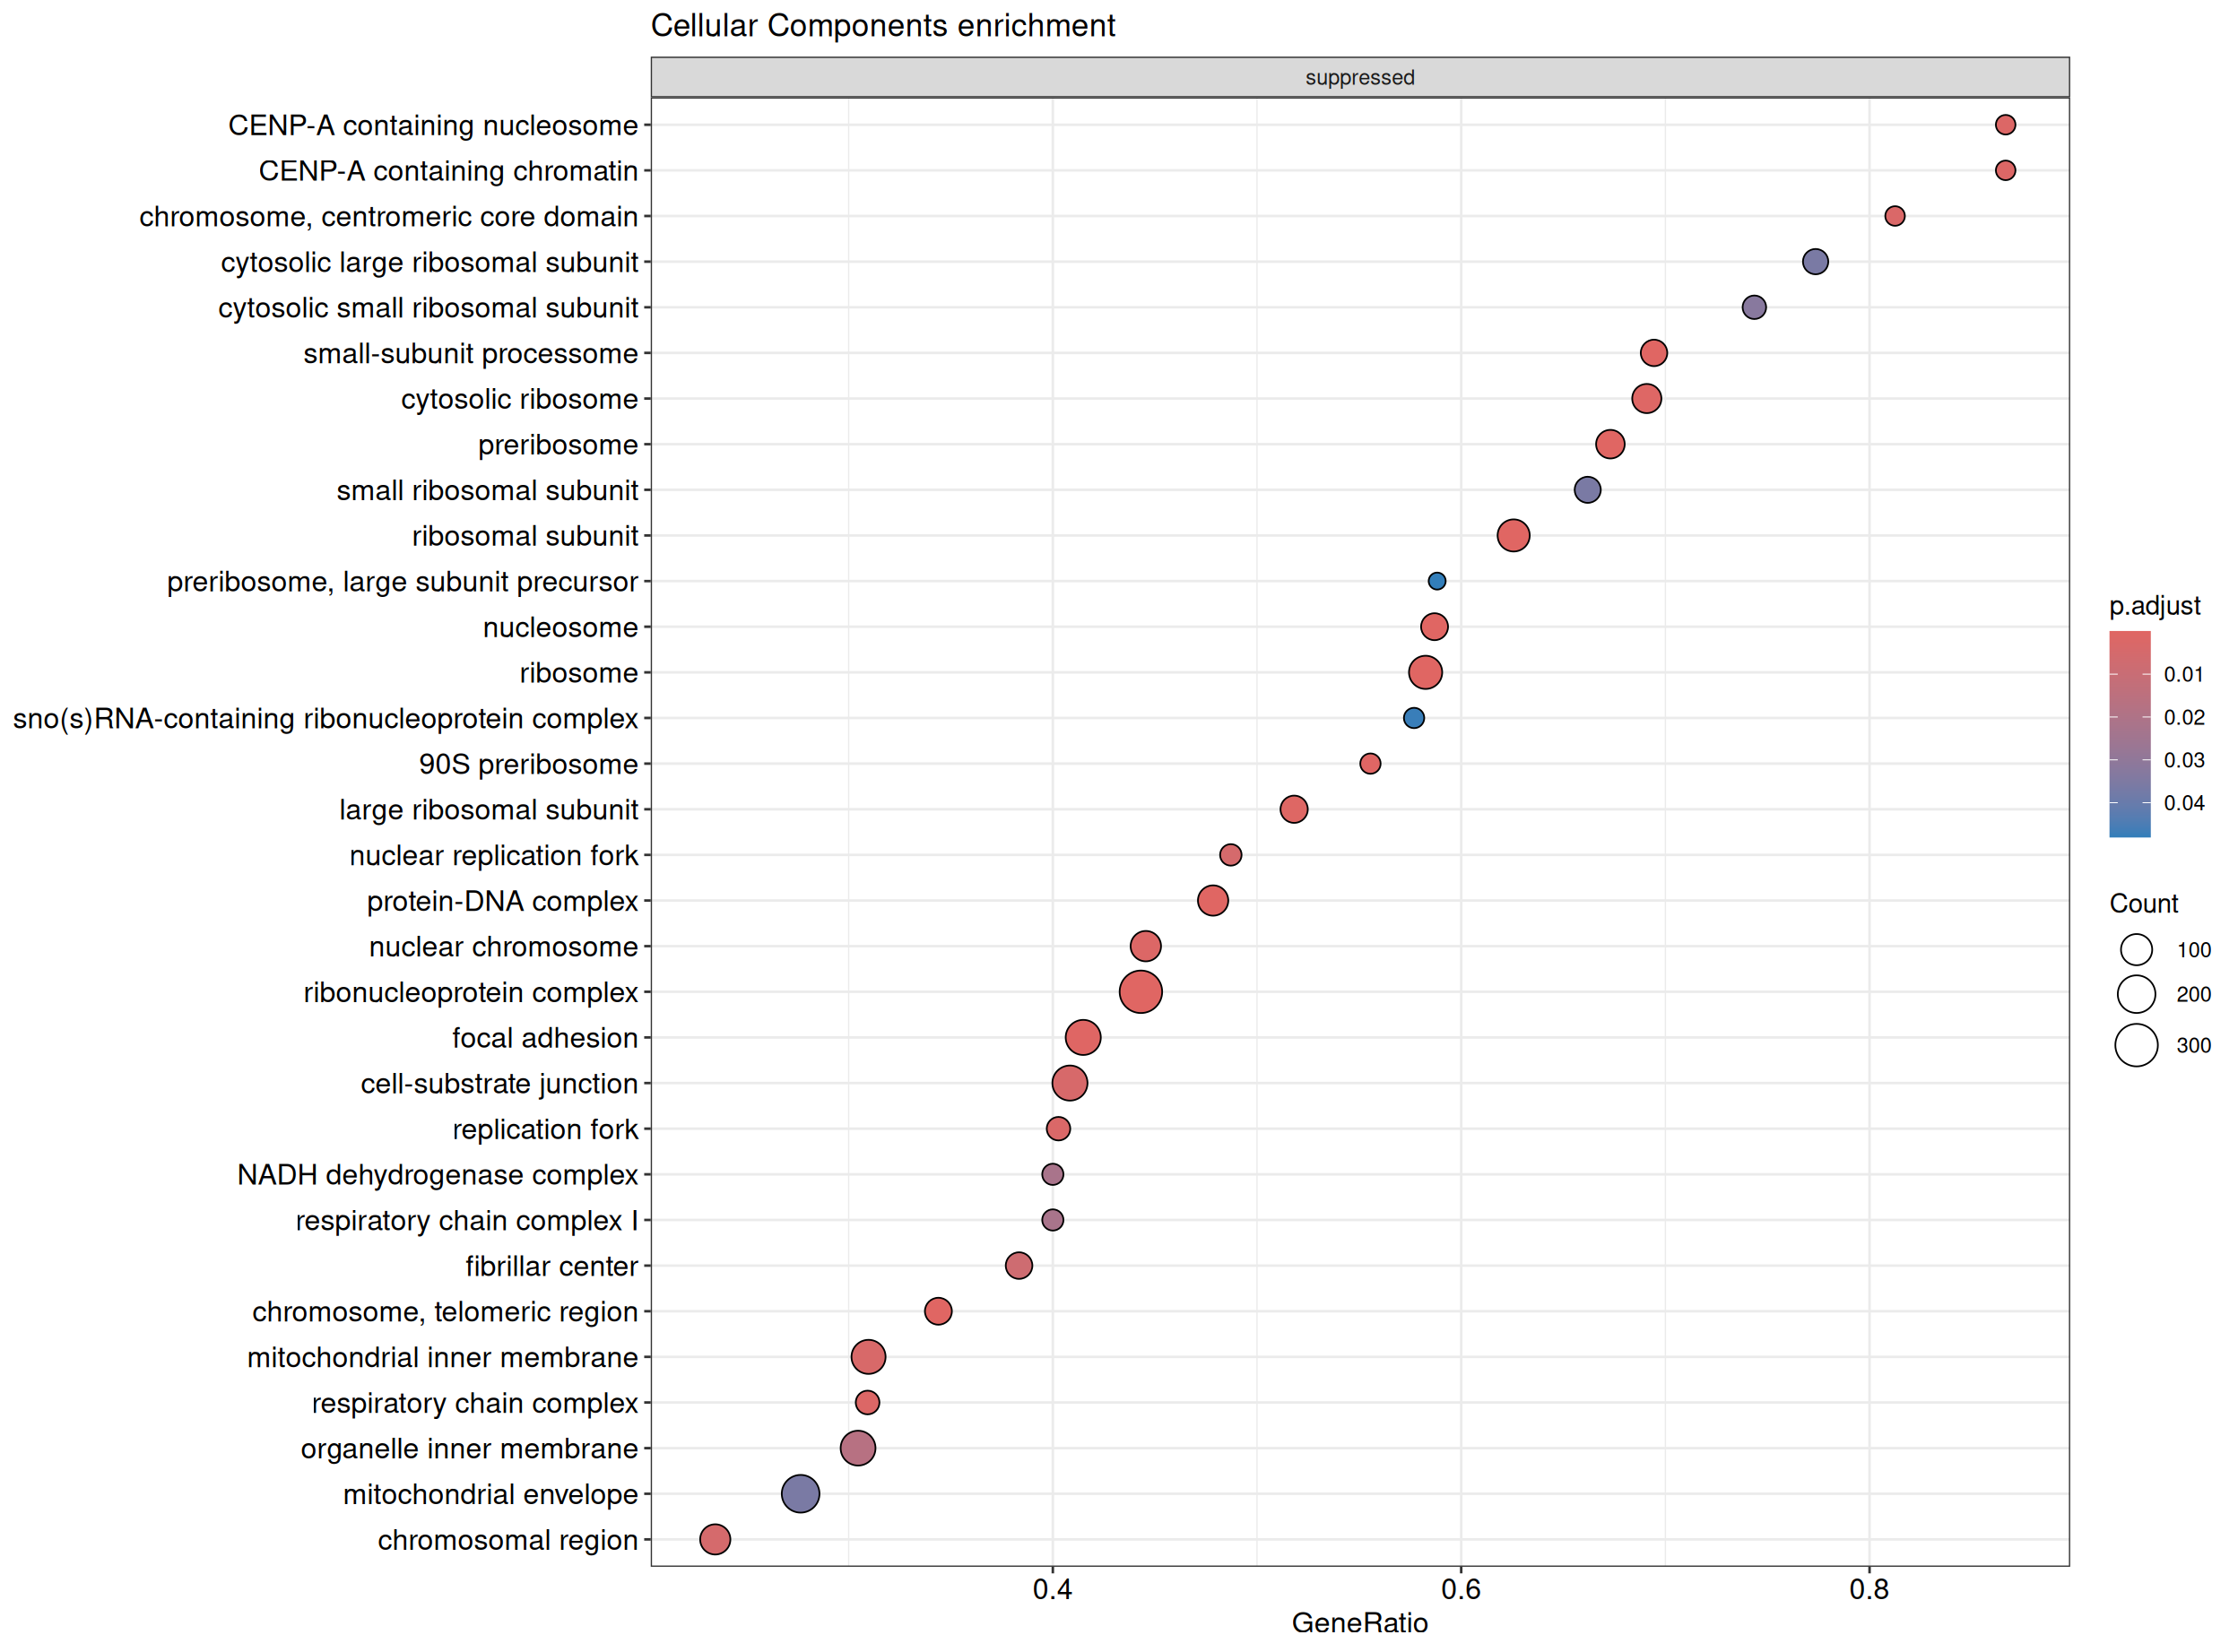 Cellular Components enrichment
suppressed
CENP-A containing nucleosome
CENP-A containing chromatin
chromosome, centromeric core domain
cytosolic large ribosomal subunit
cytosolic small ribosomal subunit
small-subunit processome
cytosolic ribosome
preribosome
small ribosomal subunit
ribosomal subunit
preribosome, large subunit precursor
nucleosome
ribosome
sno(s)RNA-containing ribonucleoprotein complex
90S preribosome
large ribosomal subunit
nuclear replication fork
protein-DNA complex
nuclear chromosome
ribonucleoprotein complex
focal adhesion
cell-substrate junction
replication fork
NADH dehydrogenase complex
respiratory chain complex I
fibrillar center
chromosome, telomeric region
mitochondrial inner membrane
respiratory chain complex
organelle inner membrane
mitochondrial envelope
chromosomal region
0.4 0.6 0.8
GeneRatio
p.adjust
0.01
0.02
0.03
0.04
Count
100
200
300